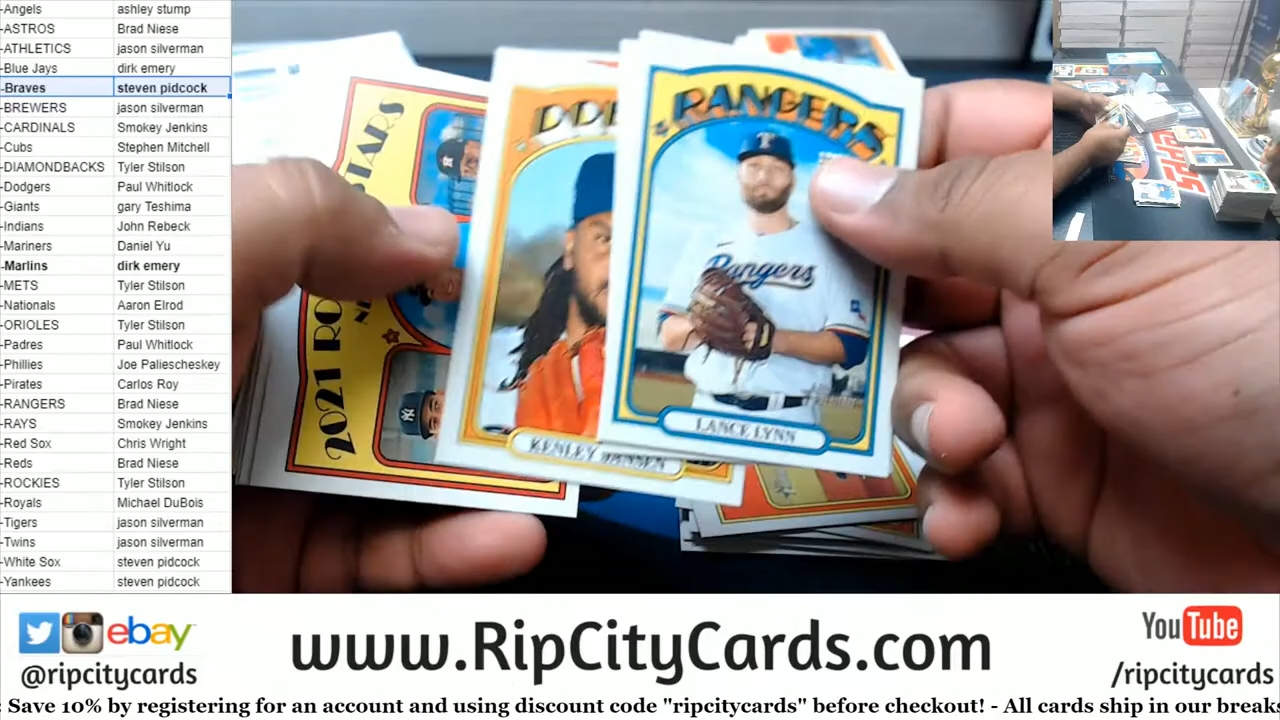 -Angels ashley stump
-ASTROS Brad Niese
-ATHLETICS jason silverman
-Blue Jays dirk emery
-Braves steven pidcock
-BREWERS jason silverman
-CARDINALS Smokey Jenkins
-Cubs Stephen Mitchell
-DIAMONDBACKS Tyler Stilson
-Dodgers Paul Whitlock
-Giants gary Teshima
-Indians John Rebeck
-Mariners Daniel Yu
-Marlins dirk emery
-METS Tyler Stilson
-Nationals Aaron Elrod
-ORIOLES Tyler Stilson
-Padres Paul Whitlock
-Phillies Joe Paliescheskey
-Pirates Carlos Roy
-RANGERS Brad Niese
-RAYS Smokey Jenkins
-Red Sox Chris Wright
-Reds Brad Niese
-ROCKIES Tyler Stilson
-Royals Michael DuBois
-Tigers jason silverman
-Twins jason silverman
-White Sox steven pidcock
-Yankees steven pidcock
2021 RO
STARS
KENLEY JANSEN
RANGERS
Rangers
LANCE LYNN
ebay
@ripcitycards
www.RipCityCards.com
YouTube
/ripcitycards
: Save 10% by registering for an account and using discount code "ripcitycards" before checkout! - All cards ship in our breaks